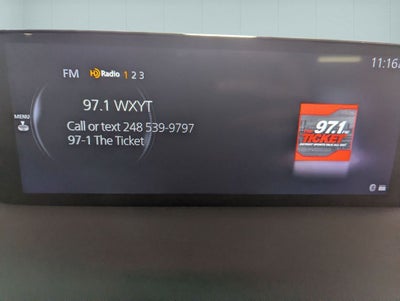 FM HD Radio 1 2 3
11:16
97.1 WXYT
MENU
Call or text 248 539-9797
97-1 The Ticket
97.1
TICKET